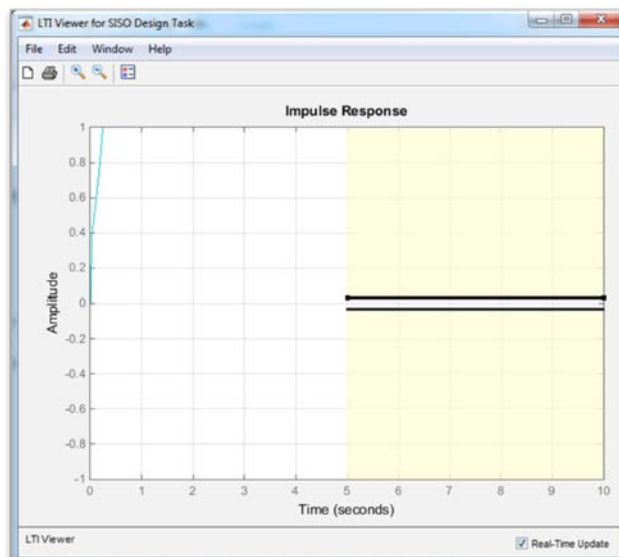 LTI Viewer for SISO Design Task
File Edit Window Help
Impulse Response
Amplitude
1
0.8
0.6
0.4
0.2
0
-0.2
-0.4
-0.6
-0.8
-1
0 1 2 3 4 5 6 7 8 9 10
Time (seconds)
LTI Viewer
Real-Time Update